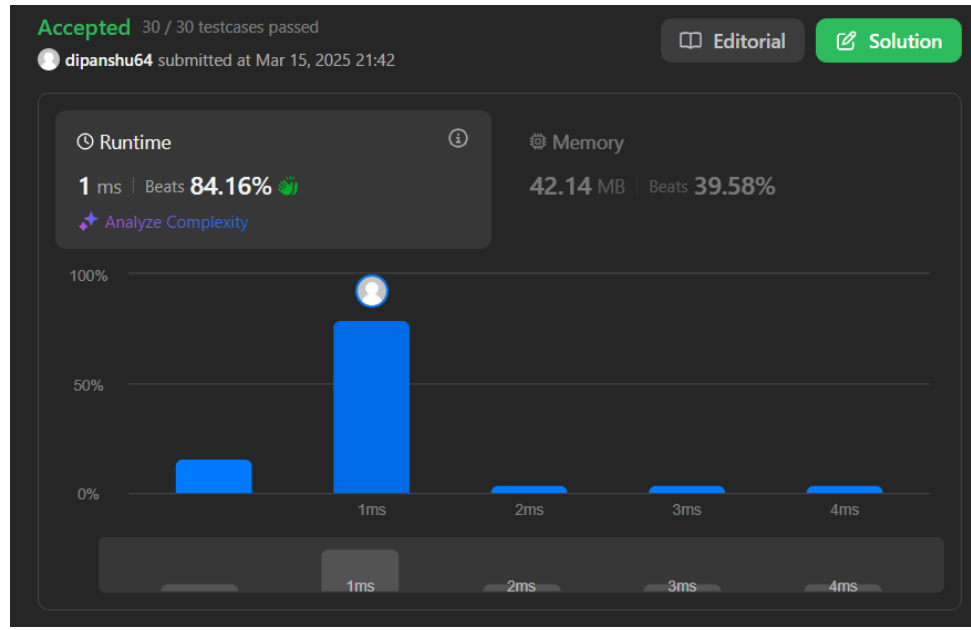 Accepted 30 / 30 testcases passed
Editorial
Solution
dipanshu64 submitted at Mar 15, 2025 21:42
Runtime
1 ms | Beats 84.16%
Analyze Complexity
Memory
42.14 MB | Beats 39.58%
100%
50%
0%
1ms 2ms 3ms 4ms
1ms 2ms 3ms 4ms